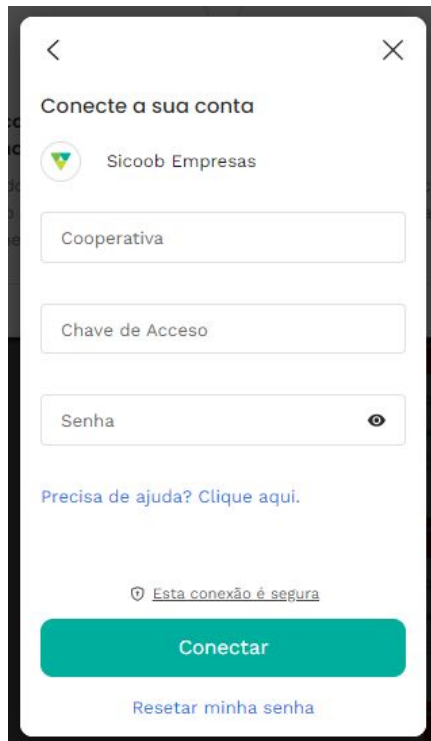 Conecte a sua conta
Sicoob Empresas
Cooperativa
Chave de Acceso
Senha
Precisa de ajuda? Clique aqui.
Esta conexão é segura
Conectar
Resetar minha senha